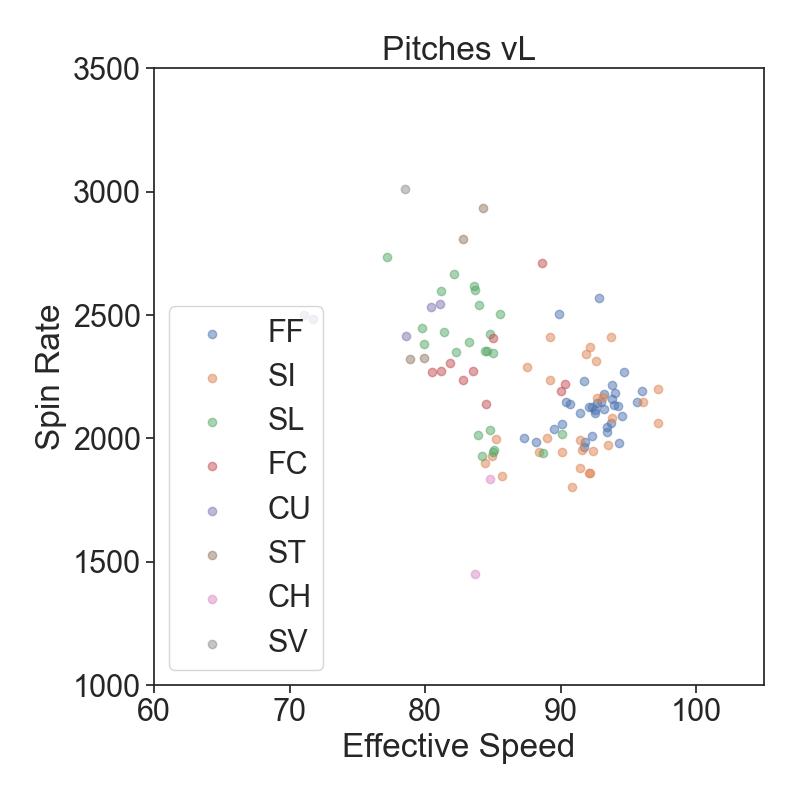 Pitches vL
3500
3000
2500
2000
1500
1000
Spin Rate
FF
SI
SL
FC
CU
ST
CH
SV
60 70 80 90 100
Effective Speed